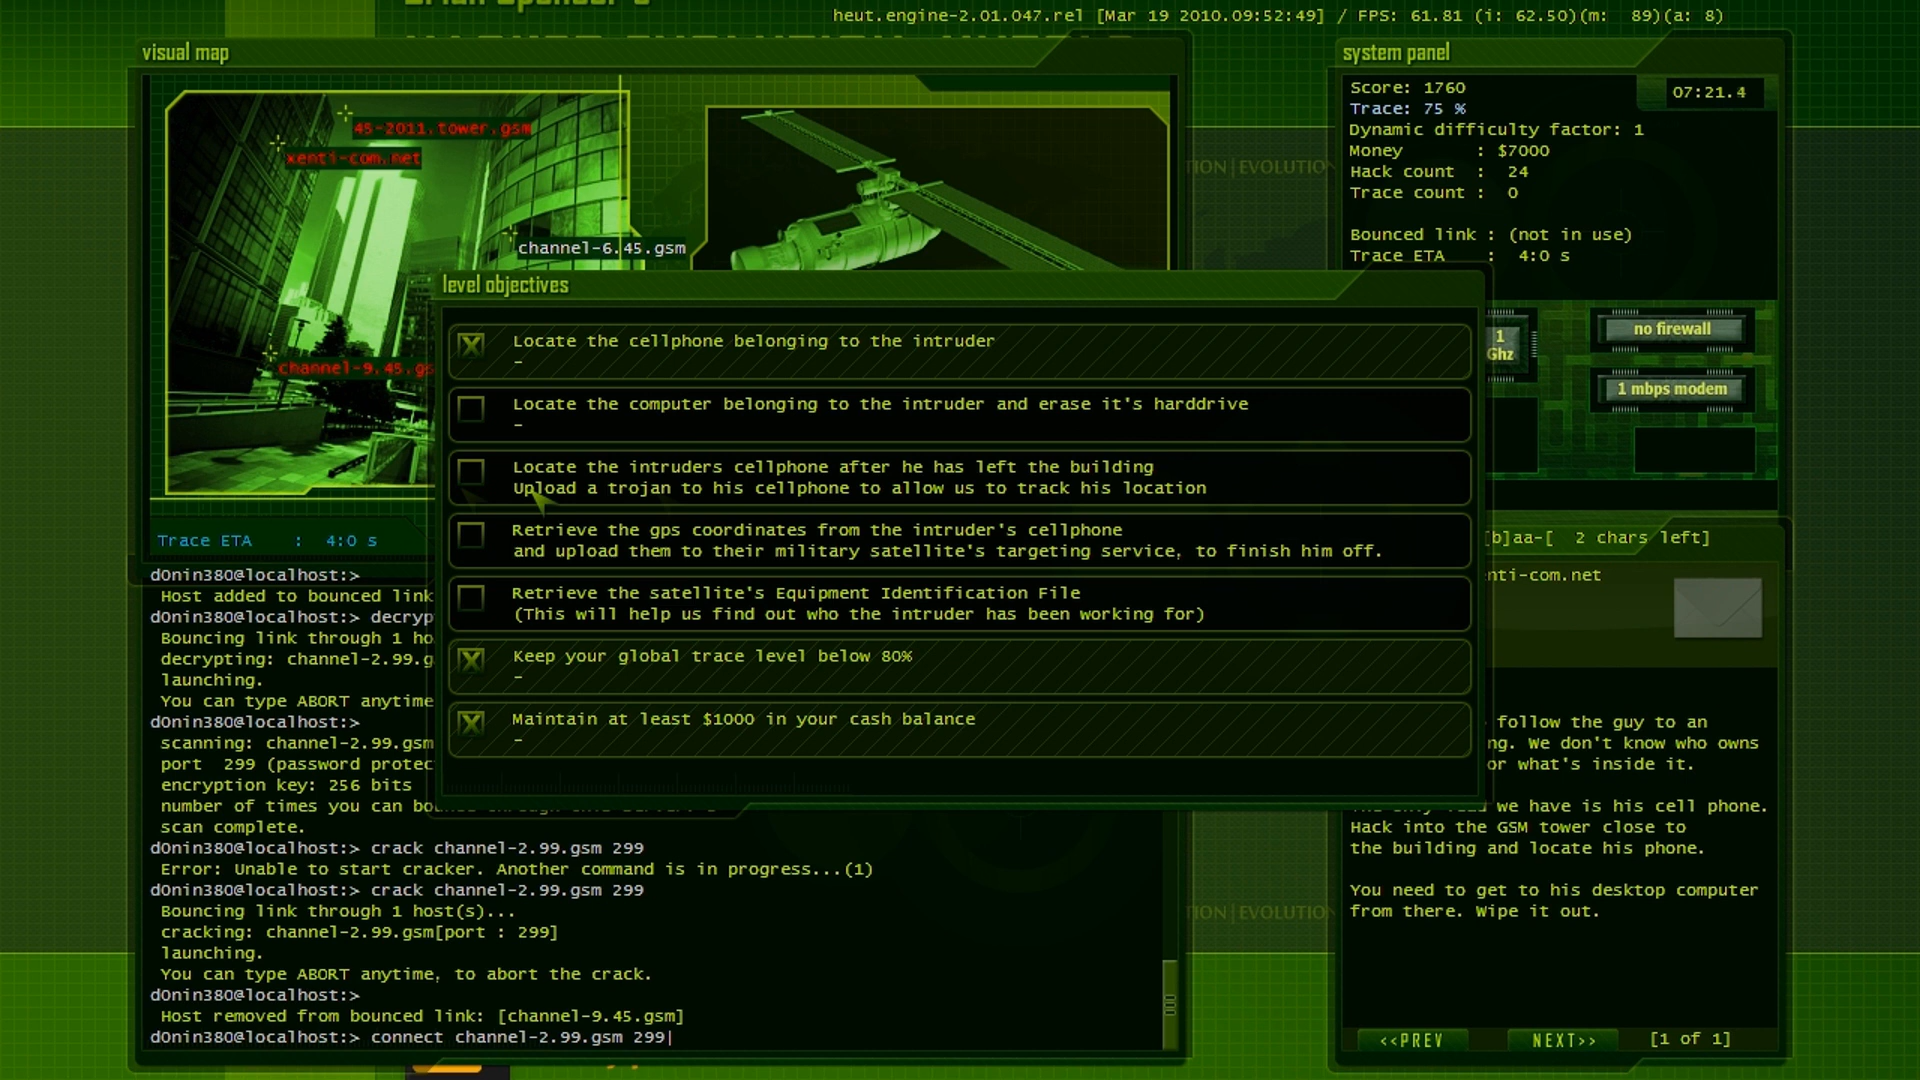 heut.engine-2.01.047.rel [Mar 19 2010.09:52:49] / FPS: 61.81 (i: 62.50)(m:  89)(a: 8)
visual map
45-2011.tower.gsm
xenti-com.net
channel-6.45.gsm
channel-9.45.gs
Trace ETA    :  4:0 s
system panel
Score: 1760
07:21.4
Trace: 75 %
Dynamic difficulty factor: 1
Money       : $7000
Hack count  :  24
Trace count :  0
Bounced link : (not in use)
Trace ETA   :  4:0 s
1 Ghz
no firewall
1 mbps modem
level objectives
X Locate the cellphone belonging to the intruder
–
Locate the computer belonging to the intruder and erase it's harddrive
–
Locate the intruders cellphone after he has left the building
Upload a trojan to his cellphone to allow us to track his location
Retrieve the gps coordinates from the intruder's cellphone
and upload them to their military satellite's targeting service, to finish him off.
Retrieve the satellite's Equipment Identification File
(This will help us find out who the intruder has been working for)
X Keep your global trace level below 80%
–
X Maintain at least $1000 in your cash balance
–
d0nin380@localhost:>
Host added to bounced link
d0nin380@localhost:> decryp
Bouncing link through 1 ho
decrypting: channel-2.99.g
launching.
You can type ABORT anytime
d0nin380@localhost:>
scanning: channel-2.99.gsm
port  299 (password protec
encryption key: 256 bits
number of times you can bo
scan complete.
d0nin380@localhost:> crack channel-2.99.gsm 299
Error: Unable to start cracker. Another command is in progress...(1)
d0nin380@localhost:> crack channel-2.99.gsm 299
Bouncing link through 1 host(s)...
cracking: channel-2.99.gsm[port : 299]
launching.
You can type ABORT anytime, to abort the crack.
d0nin380@localhost:>
Host removed from bounced link: [channel-9.45.gsm]
d0nin380@localhost:> connect channel-2.99.gsm 299|
[b]aa-[  2 chars left]
nti-com.net
follow the guy to an
ng. We don't know who owns
or what's inside it.
we have is his cell phone.
Hack into the GSM tower close to
the building and locate his phone.
You need to get to his desktop computer
from there. Wipe it out.
<<PREV
NEXT>>
[1 of 1]
TION|EVOLUTION
TION|EVOLUTION